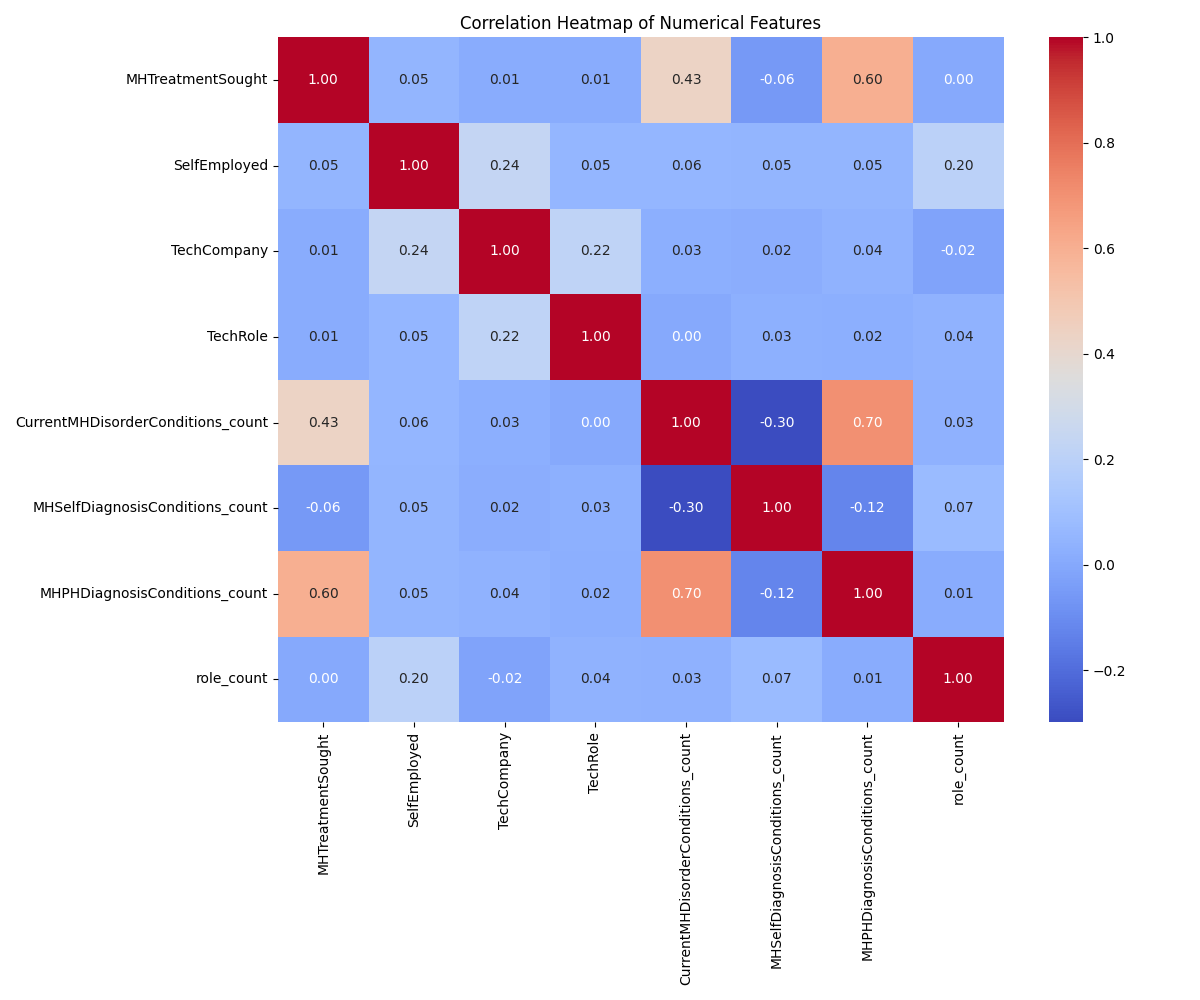 Correlation Heatmap of Numerical Features
MHTreatmentSought 1.00 0.05 0.01 0.01 0.43 -0.06 0.60 0.00
SelfEmployed 0.05 1.00 0.24 0.05 0.06 0.05 0.05 0.20
TechCompany 0.01 0.24 1.00 0.22 0.03 0.02 0.04 -0.02
TechRole 0.01 0.05 0.22 1.00 0.00 0.03 0.02 0.04
CurrentMHDisorderConditions_count 0.43 0.06 0.03 0.00 1.00 -0.30 0.70 0.03
MHSelfDiagnosisConditions_count -0.06 0.05 0.02 0.03 -0.30 1.00 -0.12 0.07
MHPHDiagnosisConditions_count 0.60 0.05 0.04 0.02 0.70 -0.12 1.00 0.01
role_count 0.00 0.20 -0.02 0.04 0.03 0.07 0.01 1.00
MHTreatmentSought
SelfEmployed
TechCompany
TechRole
CurrentMHDisorderConditions_count
MHSelfDiagnosisConditions_count
MHPHDiagnosisConditions_count
role_count
1.0
0.8
0.6
0.4
0.2
0.0
−0.2